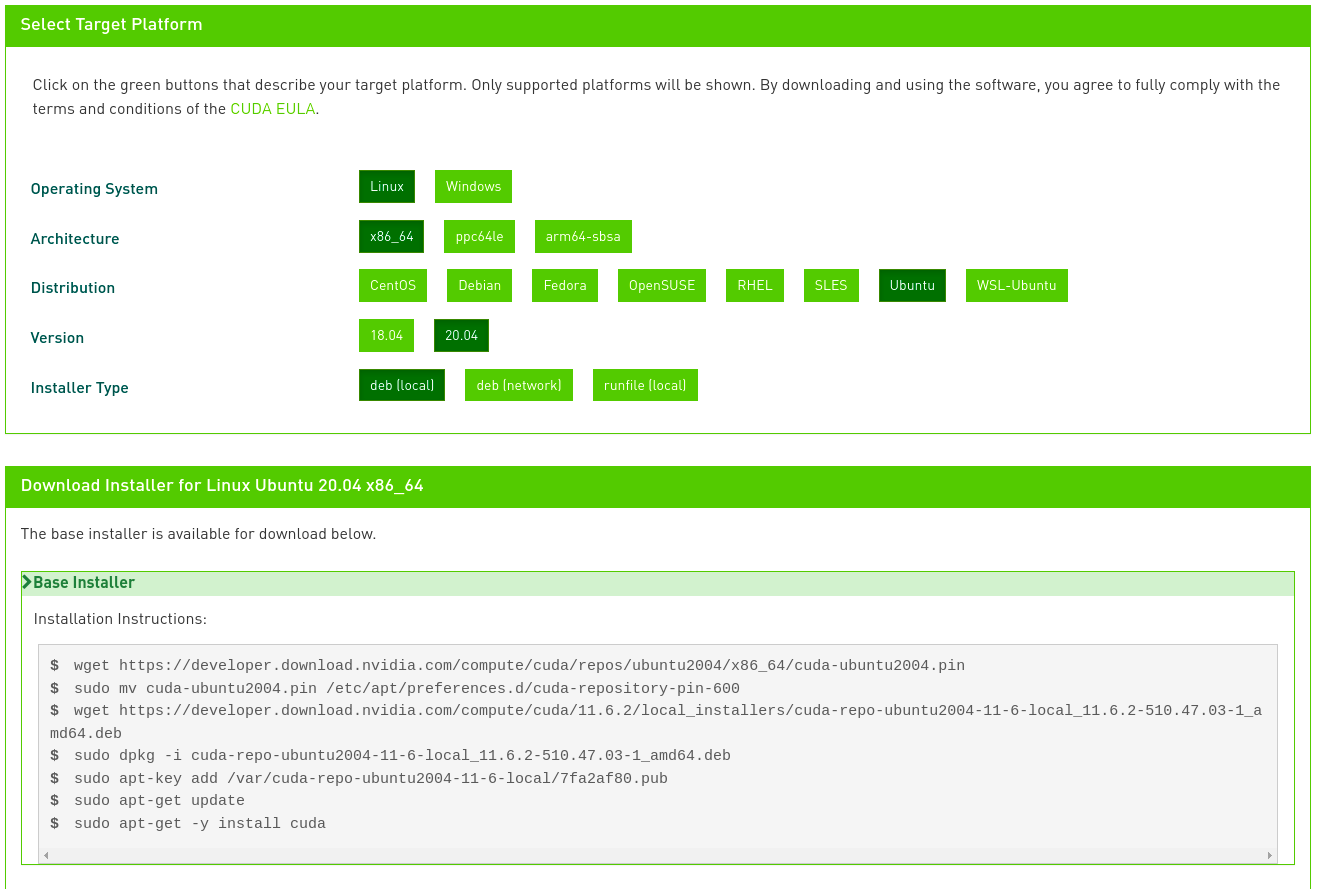 Select Target Platform
Click on the green buttons that describe your target platform. Only supported platforms will be shown. By downloading and using the software, you agree to fully comply with the
terms and conditions of the CUDA EULA.
Operating System Linux Windows
Architecture x86_64 ppc64le arm64-sbsa
Distribution CentOS Debian Fedora OpenSUSE RHEL SLES Ubuntu WSL-Ubuntu
Version 18.04 20.04
Installer Type deb (local) deb (network) runfile (local)
Download Installer for Linux Ubuntu 20.04 x86_64
The base installer is available for download below.
Base Installer
Installation Instructions:
$ wget https://developer.download.nvidia.com/compute/cuda/repos/ubuntu2004/x86_64/cuda-ubuntu2004.pin
$ sudo mv cuda-ubuntu2004.pin /etc/apt/preferences.d/cuda-repository-pin-600
$ wget https://developer.download.nvidia.com/compute/cuda/11.6.2/local_installers/cuda-repo-ubuntu2004-11-6-local_11.6.2-510.47.03-1_a
md64.deb
$ sudo dpkg -i cuda-repo-ubuntu2004-11-6-local_11.6.2-510.47.03-1_amd64.deb
$ sudo apt-key add /var/cuda-repo-ubuntu2004-11-6-local/7fa2af80.pub
$ sudo apt-get update
$ sudo apt-get -y install cuda